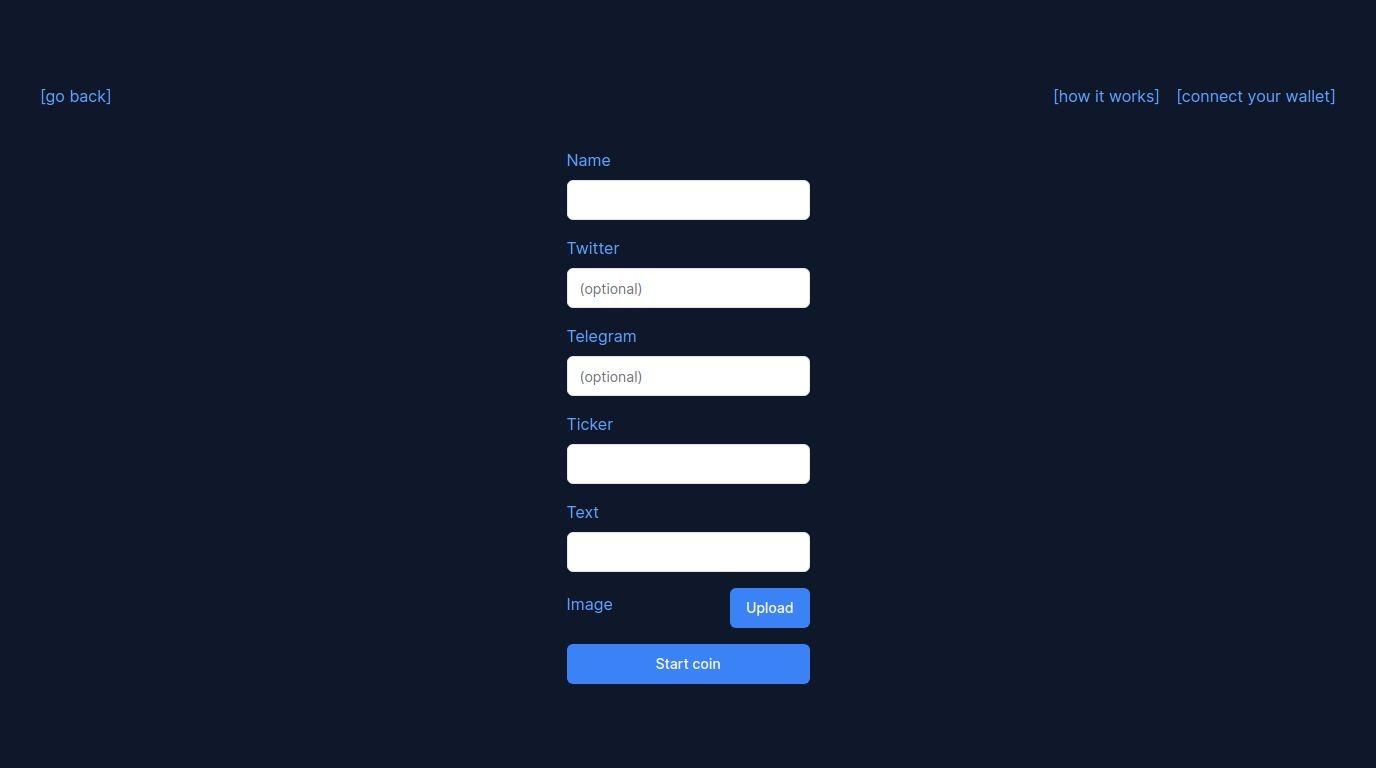 [go back]
[how it works] [connect your wallet]
Name
Twitter
(optional)
Telegram
(optional)
Ticker
Text
Image
Upload
Start coin